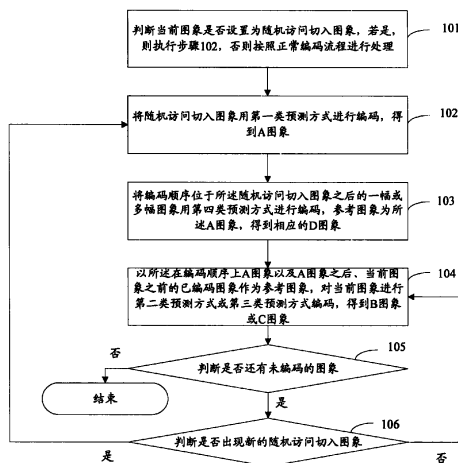 判断当前图象是否设置为随机访问切入图象，若是，
则执行步骤102，否则按照正常编码流程进行处理
101
将随机访问切入图象用第一类预测方式进行编码，得
到A图象
102
将编码顺序位于所述随机访问切入图象之后的一幅或
多幅图象用第四类预测方式进行编码，参考图象为所
述A图象，得到相应的D图象
103
以所述在编码顺序上A图象以及A图象之后、当前图
象之前的已编码图象作为参考图象，对当前图象进行
第二类预测方式或第三类预测方式编码，得到B图象
或C图象
104
否
判断是否还有未编码的图象
105
结束
是
106
判断是否出现新的随机访问切入图象
是
否